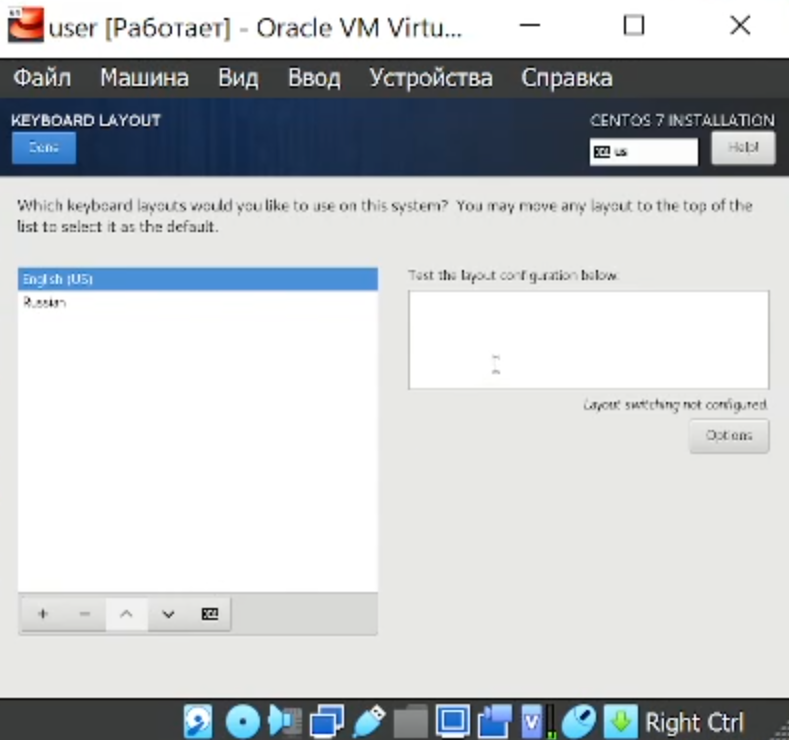 user [Работает] - Oracle VM Virtu...
Файл Машина Вид Ввод Устройства Справка
KEYBOARD LAYOUT
CENTOS 7 INSTALLATION
Done
us
Help!
Which keyboard layouts would you like to use on this system? You may move any layout to the top of the
list to select it as the default.
English (US)
Russian
Test the layout configuration below:
Layout switching not configured.
Options
Right Ctrl